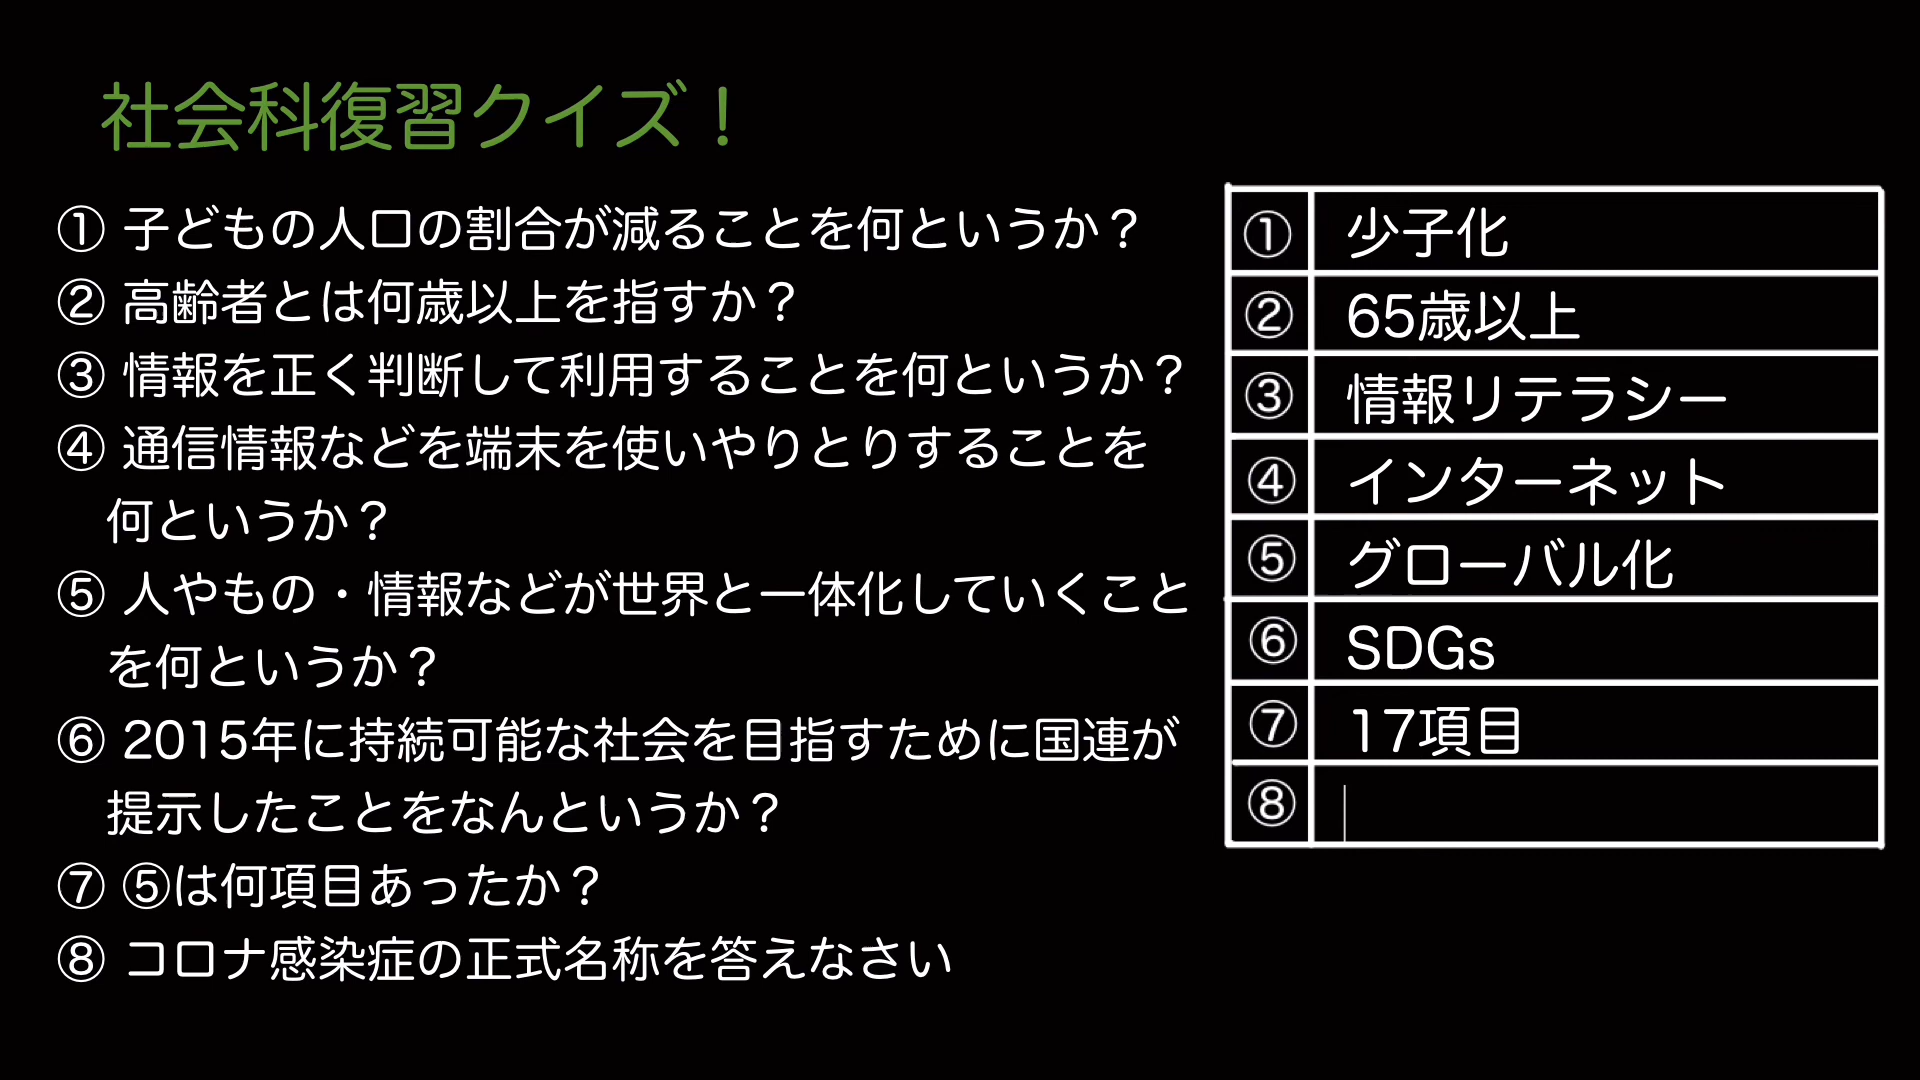 社会科復習クイズ！
① 子どもの人口の割合が減ることを何というか？
② 高齢者とは何歳以上を指すか？
③ 情報を正く判断して利用することを何というか？
④ 通信情報などを端末を使いやりとりすることを
何というか？
⑤ 人やもの・情報などが世界と一体化していくこと
を何というか？
⑥ 2015年に持続可能な社会を目指すために国連が
提示したことをなんというか？
⑦ ⑤は何項目あったか？
⑧ コロナ感染症の正式名称を答えなさい
① 少子化
② 65歳以上
③ 情報リテラシー
④ インターネット
⑤ グローバル化
⑥ SDGs
⑦ 17項目
⑧